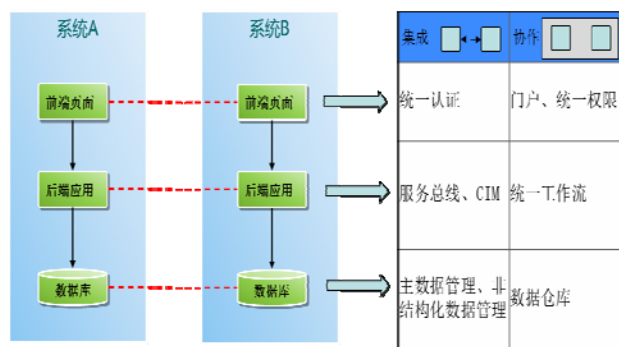 系统A
系统B
集成
协作
前端页面
前端页面
统一认证
门户、统一权限
后端应用
后端应用
服务总线、CIM
统一工作流
数据库
数据库
主数据管理、非
结构化数据管理
数据仓库